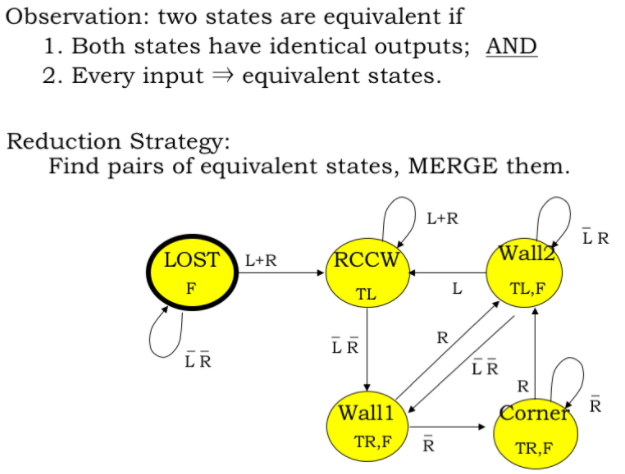 Observation: two states are equivalent if
1. Both states have identical outputs; AND
2. Every input ⇒ equivalent states.
Reduction Strategy:
Find pairs of equivalent states, MERGE them.
L+R
L̄ R
LOST
F
L+R
RCCW
TL
L
Wall2
TL,F
L̄ R̄
L̄ R̄
R
L̄ R̄
R
R̄
Wall1
TR,F
R̄
Corner
TR,F